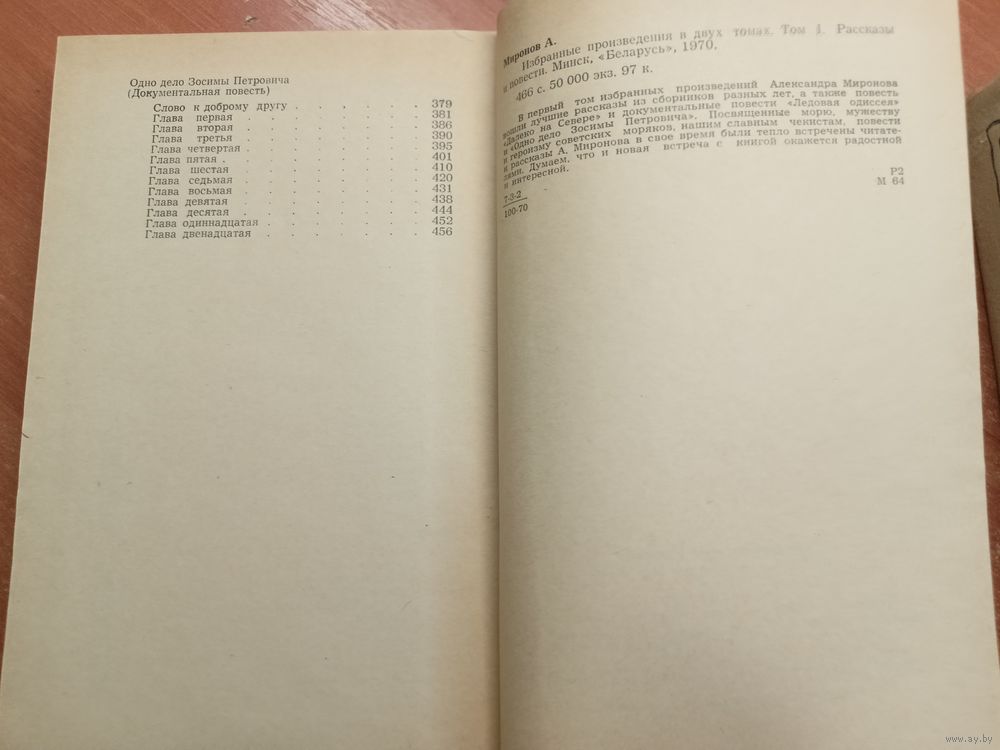 Одно дело Зосимы Петровича
(Документальная повесть)
Слово к доброму другу . . . . . . 379
Глава первая . . . . . . . . 381
Глава вторая . . . . . . . . 386
Глава третья . . . . . . . . 390
Глава четвертая . . . . . . . . 395
Глава пятая . . . . . . . . . 401
Глава шестая . . . . . . . . 410
Глава седьмая . . . . . . . . 420
Глава восьмая . . . . . . . . 431
Глава девятая . . . . . . . . 438
Глава десятая . . . . . . . . 444
Глава одиннадцатая . . . . . . . 452
Глава двенадцатая . . . . . . . 456
Миронов А.
Избранные произведения в двух томах. Том 1. Рассказы
и повести. Минск, «Беларусь», 1970.
466 с. 50 000 экз. 97 к.
В первый том избранных произведений Александра Миронова
вошли лучшие рассказы из сборников разных лет, а также повесть
«Далеко на Севере» и документальные повести «Ледовая одиссея»
и «Одно дело Зосимы Петровича». Посвященные морю, мужеству
и героизму советских моряков, нашим славным чекистам, повести
и рассказы А. Миронова в свое время были тепло встречены читате-
лями. Думаем, что и новая встреча с книгой окажется радостной
и интересной.
7-3-2
100-70
Р2
М 64
www.ay.by